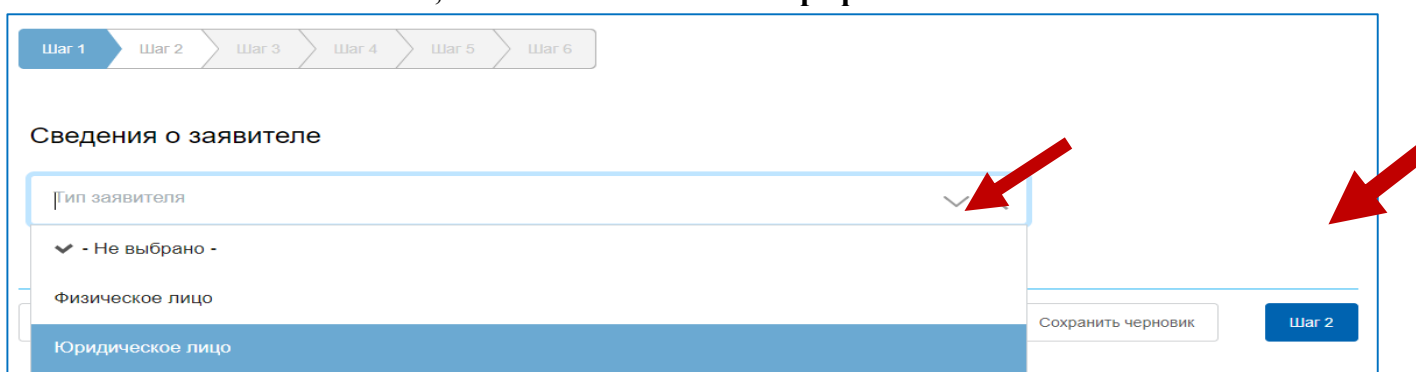 Шаг 1 Шаг 2 Шаг 3 Шаг 4 Шаг 5 Шаг 6
Сведения о заявителе
Тип заявителя
- Не выбрано -
Физическое лицо
Сохранить черновик Шаг 2
Юридическое лицо